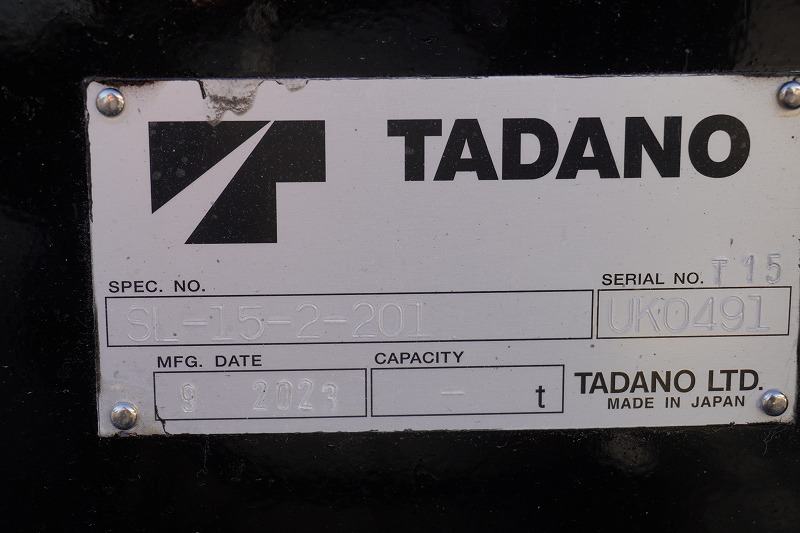 TADANO
SPEC. NO.
SL-15-2-201
SERIAL NO. T15
UK0491
MFG. DATE
9 2023
CAPACITY
- t
TADANO LTD.
MADE IN JAPAN